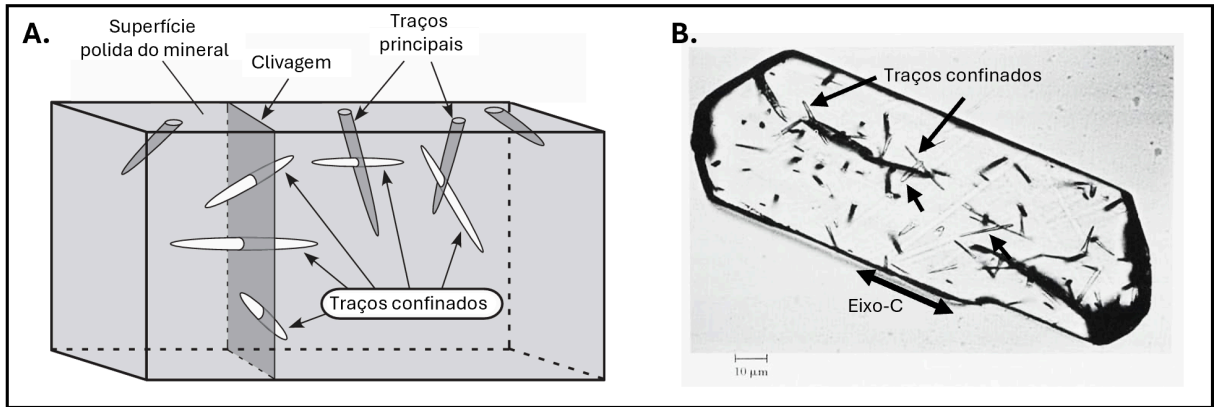 A.
Superfície
polida do mineral
Clivagem
Traços
principais
Traços confinados
B.
Traços confinados
Eixo-C
10 μm